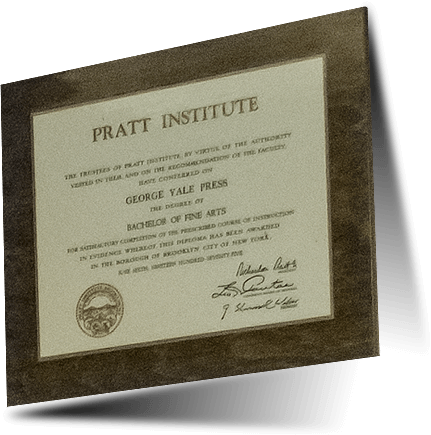 PRATT INSTITUTE
THE TRUSTEES OF PRATT INSTITUTE, BY VIRTUE OF THE AUTHORITY
VESTED IN THEM, AND ON THE RECOMMENDATION OF THE FACULTY,
HAVE CONFERRED ON
GEORGE YALE PRESS
THE DEGREE OF
BACHELOR OF FINE ARTS
FOR SATISFACTORY COMPLETION OF THE PRESCRIBED COURSE OF INSTRUCTION
IN EVIDENCE WHEREOF THIS DIPLOMA HAS BEEN AWARDED
IN THE BOROUGH OF BROOKLYN CITY OF NEW YORK.
JUNE SIXTH, NINETEEN HUNDRED SEVENTY FIVE